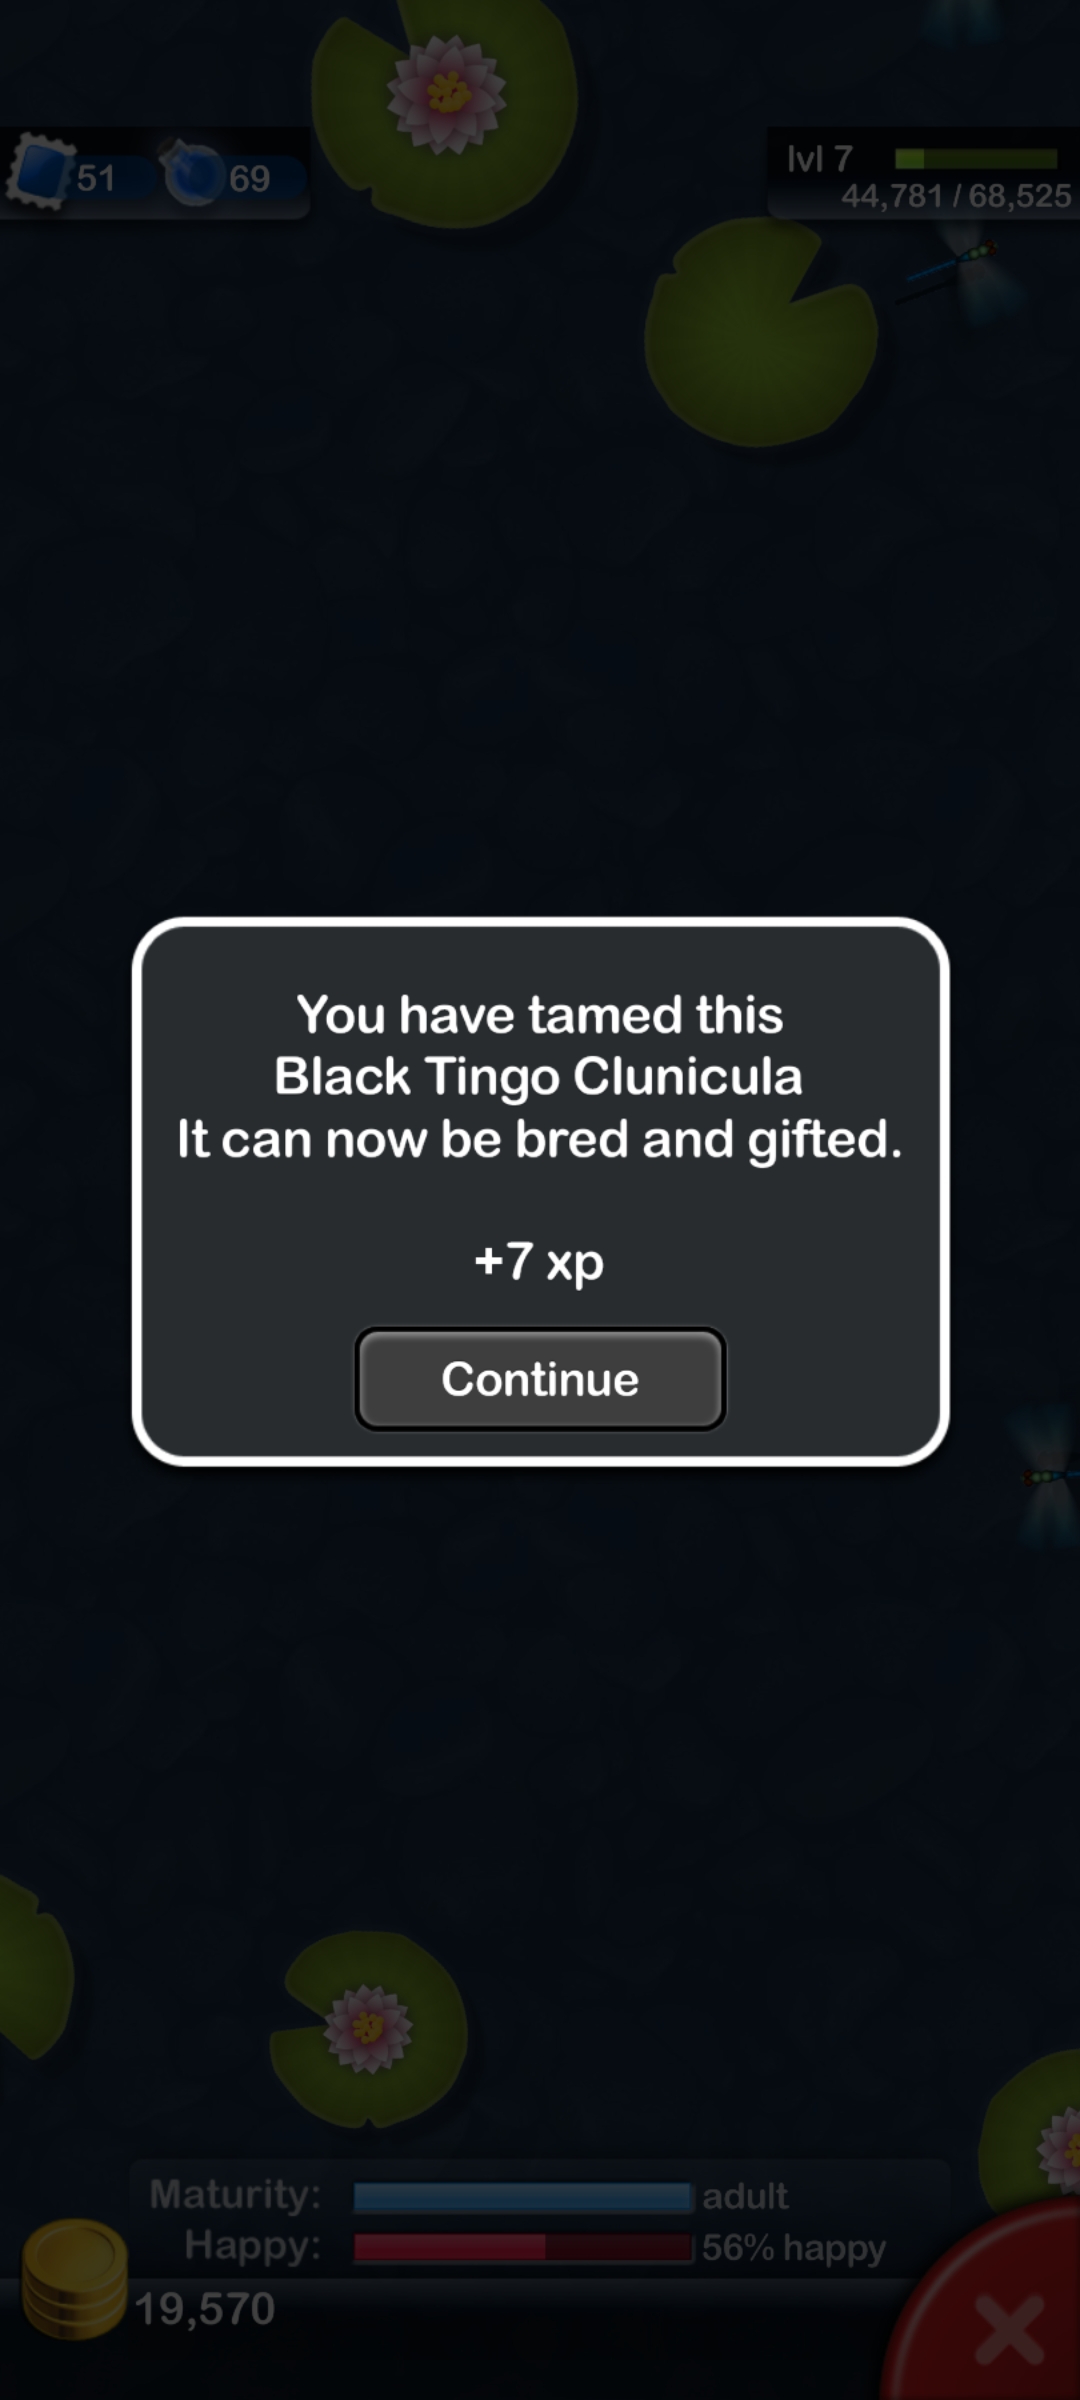 51
69
lvl 7
44,781 / 68,525
You have tamed this
Black Tingo Clunicula
It can now be bred and gifted.
+7 xp
Continue
Maturity: adult
Happy: 56% happy
19,570